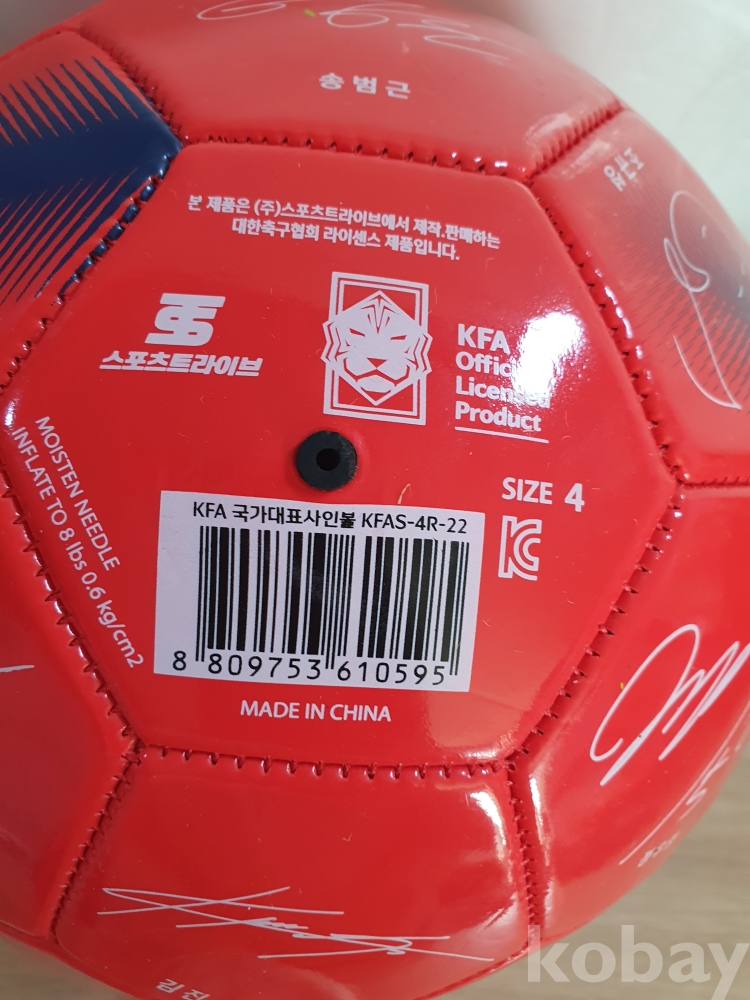 송범근
본 제품은 (주)스포츠트라이브에서 제작.판매하는
대한축구협회 라이센스 제품입니다.
스포츠트라이브
KFA
Official
Licensed
Product
MOISTEN NEEDLE
INFLATE TO 8 lbs 0.6 kg/cm2
SIZE 4
KFA 국가대표사인볼 KFAS-4R-22
8 809753 610595
MADE IN CHINA
김진
kobay